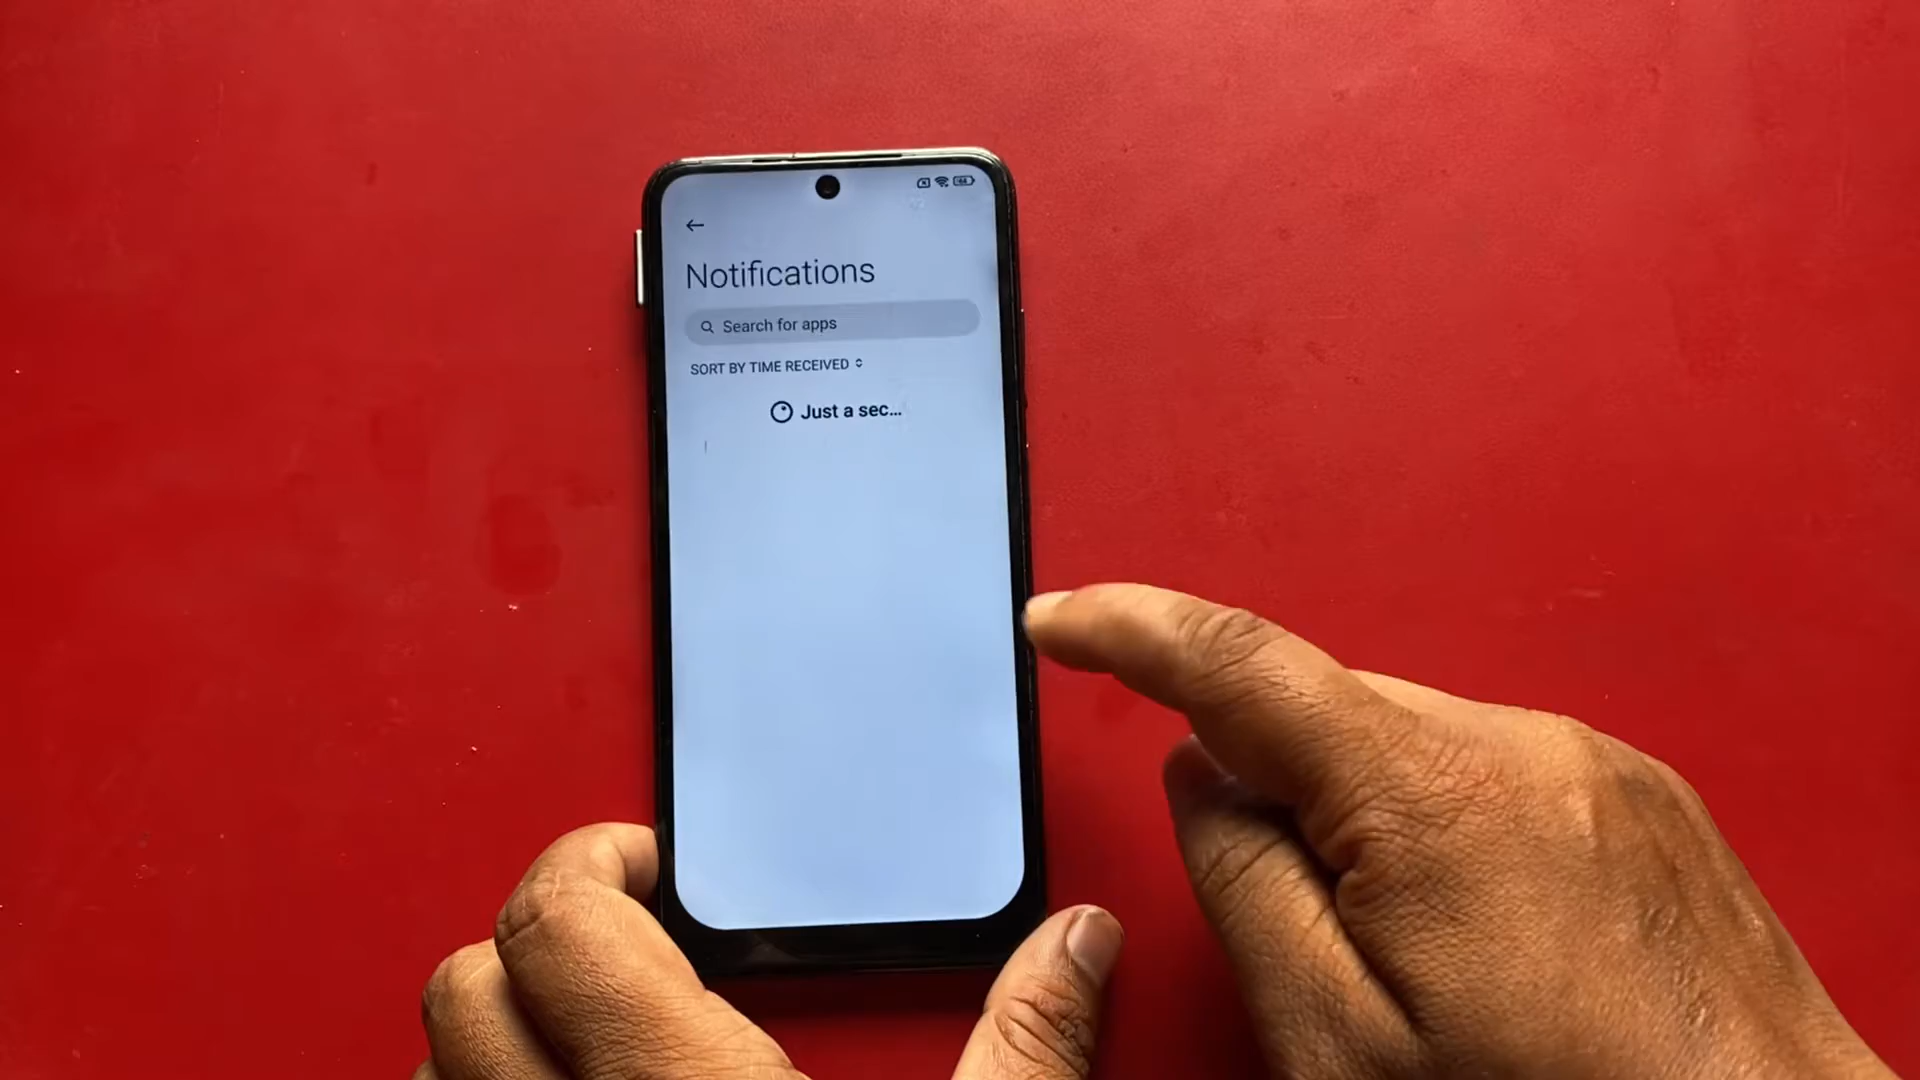 Notifications
Search for apps
SORT BY TIME RECEIVED
Just a sec...